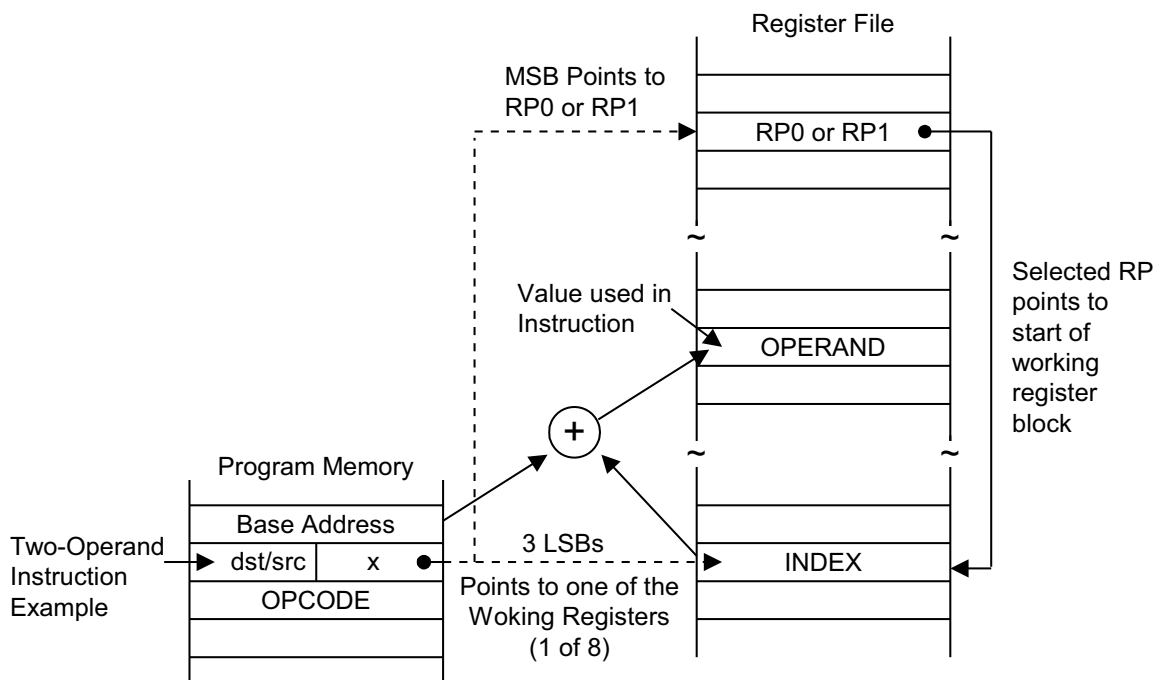 Register File
MSB Points to
RP0 or RP1
RP0 or RP1
~ ~
Selected RP
points to
start of
working
register
block
Value used in
Instruction
OPERAND
+
~ ~
Program Memory
Base Address
Two-Operand
Instruction
Example
dst/src x
3 LSBs
INDEX
OPCODE
Points to one of the
Woking Registers
(1 of 8)